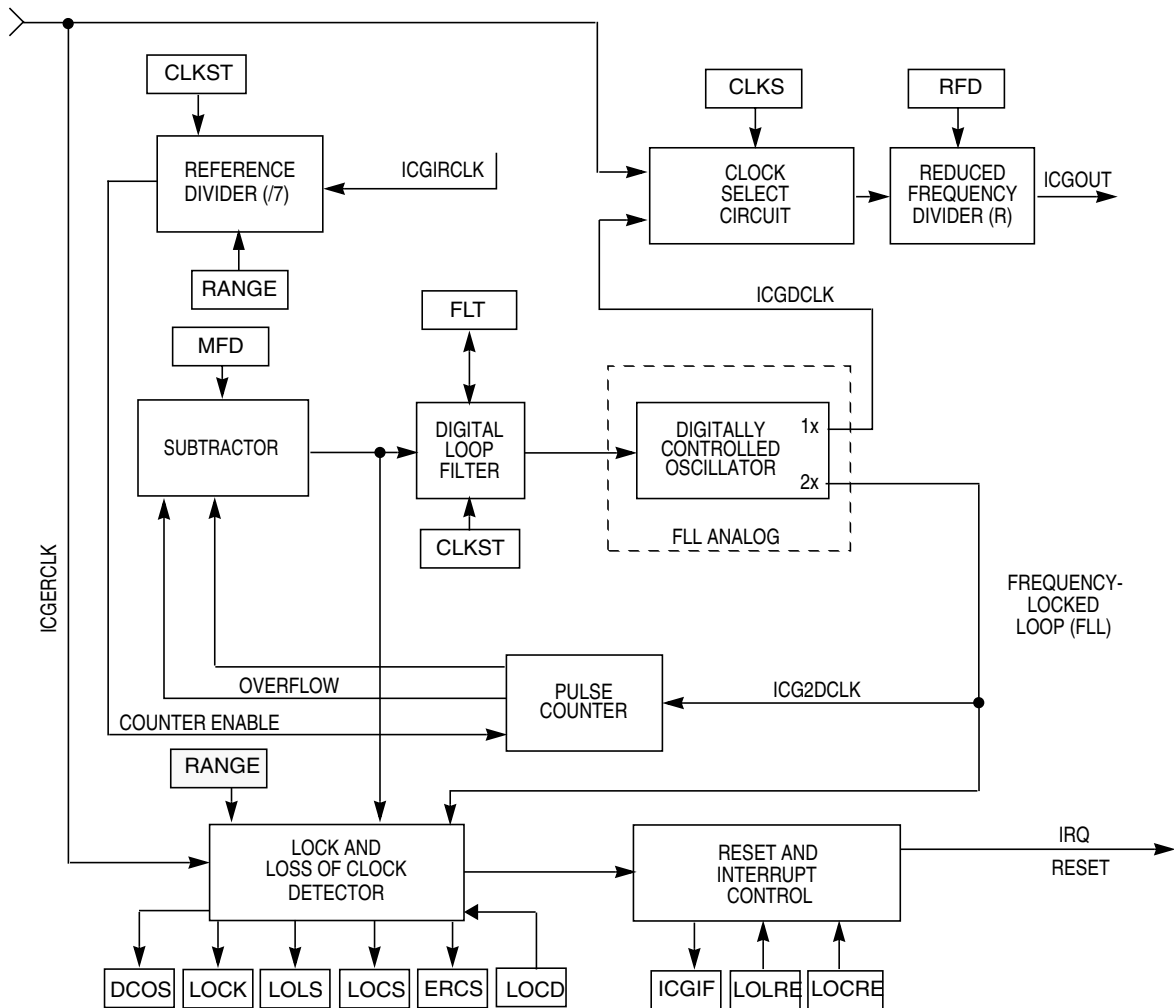 CLKST
CLKS
RFD
REFERENCE
DIVIDER (/7)
ICGIRCLK
CLOCK
SELECT
CIRCUIT
REDUCED
FREQUENCY
DIVIDER (R)
ICGOUT
RANGE
ICGDCLK
FLT
MFD
SUBTRACTOR
DIGITAL
LOOP
FILTER
DIGITALLY
CONTROLLED
OSCILLATOR
1x
2x
CLKST
FLL ANALOG
ICGERCLK
FREQUENCY-
LOCKED
LOOP (FLL)
OVERFLOW
PULSE
COUNTER
ICG2DCLK
COUNTER ENABLE
RANGE
LOCK AND
LOSS OF CLOCK
DETECTOR
RESET AND
INTERRUPT
CONTROL
IRQ
RESET
DCOS
LOCK
LOLS
LOCS
ERCS
LOCD
ICGIF
LOLRE
LOCRE